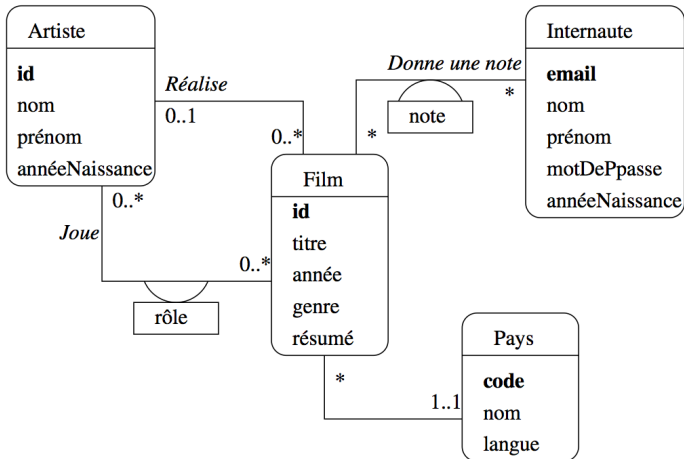 Artiste
id
nom
prénom
annéeNaissance
Réalise
0..1
0..*
Donne une note
*
*
note
Internaute
email
nom
prénom
motDePpasse
annéeNaissance
0..*
Joue
0..*
rôle
Film
id
titre
année
genre
résumé
*
1..1
Pays
code
nom
langue